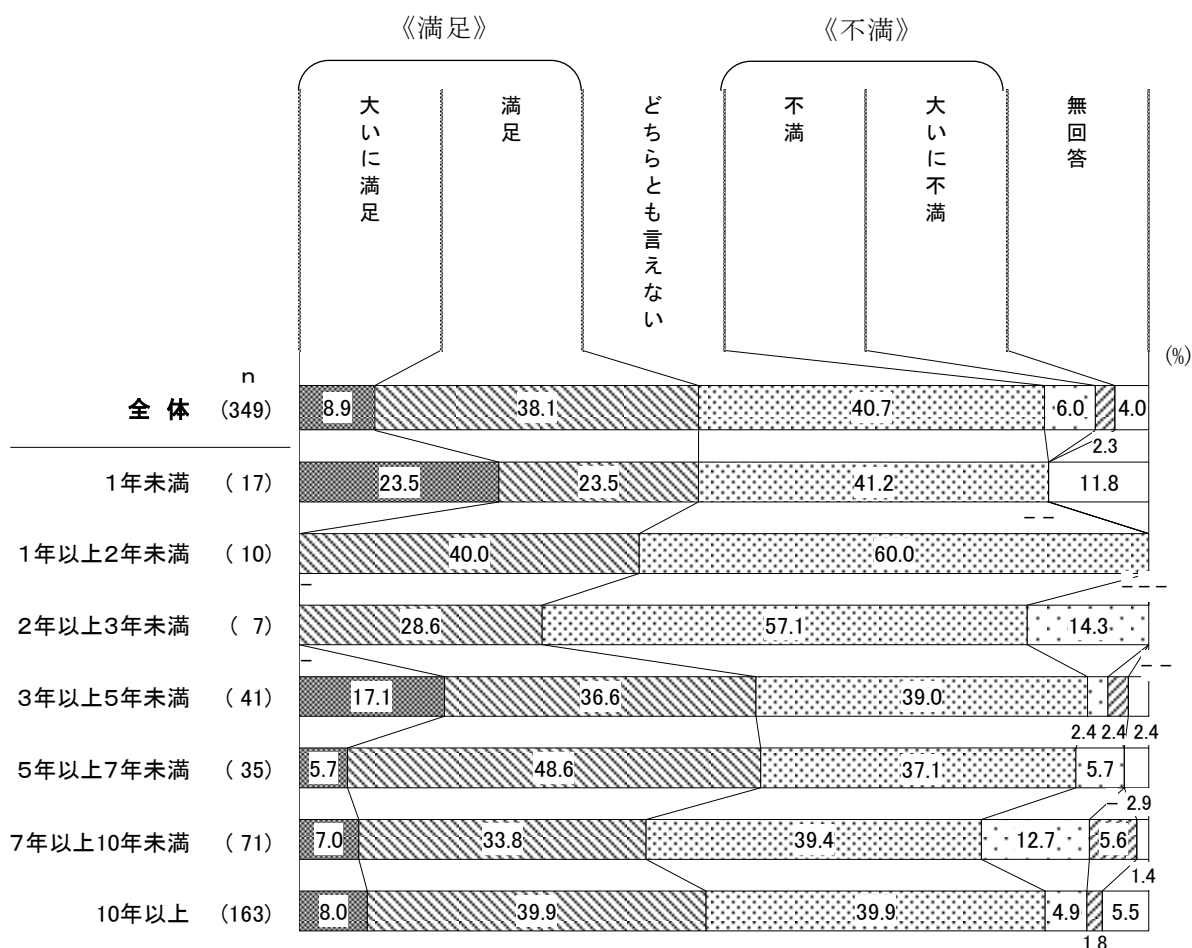 《満足》 《不満》
大いに満足
満足
どちらとも言えない
不満
大いに不満
無回答
(%)
n
全 体 (349) 8.9 38.1 40.7 6.0 4.0
2.3
1年未満 ( 17) 23.5 23.5 41.2 11.8
- -
1年以上2年未満 ( 10) 40.0 60.0
- - - -
2年以上3年未満 ( 7) 28.6 57.1 14.3
- - -
3年以上5年未満 ( 41) 17.1 36.6 39.0
2.4 2.4 2.4
5年以上7年未満 ( 35) 5.7 48.6 37.1 5.7
- 2.9
7年以上10年未満 ( 71) 7.0 33.8 39.4 12.7 5.6
1.4
10年以上 (163) 8.0 39.9 39.9 4.9 5.5
1.8